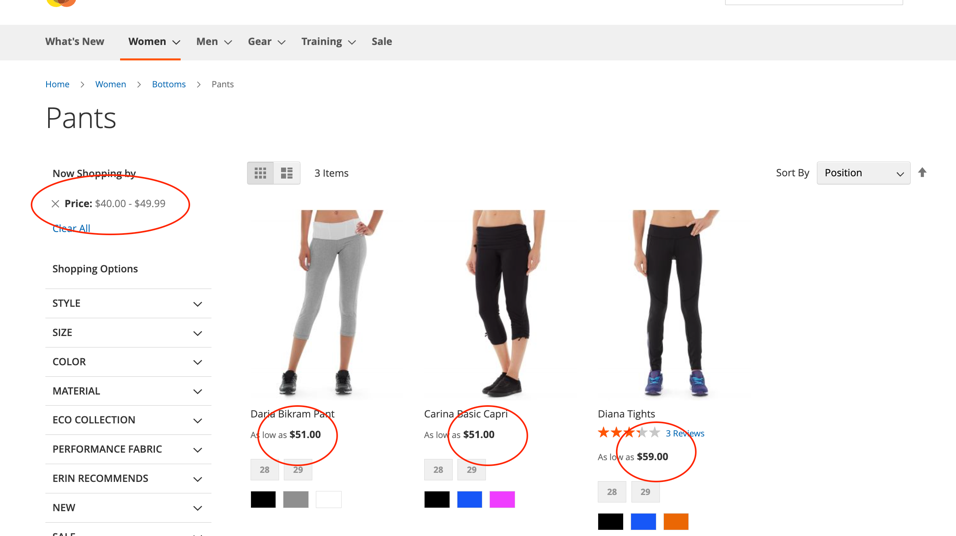 What's New Women Men Gear Training Sale
Home Women Bottoms Pants
Pants
Now Shopping by
Price: $40.00 - $49.99
Clear All
Shopping Options
STYLE
SIZE
COLOR
MATERIAL
ECO COLLECTION
PERFORMANCE FABRIC
ERIN RECOMMENDS
NEW
SALE
3 Items
Sort By Position
Daria Bikram Pant
As low as $51.00
28 29
Carina Basic Capri
As low as $51.00
28 29
Diana Tights
3 Reviews
As low as $59.00
28 29